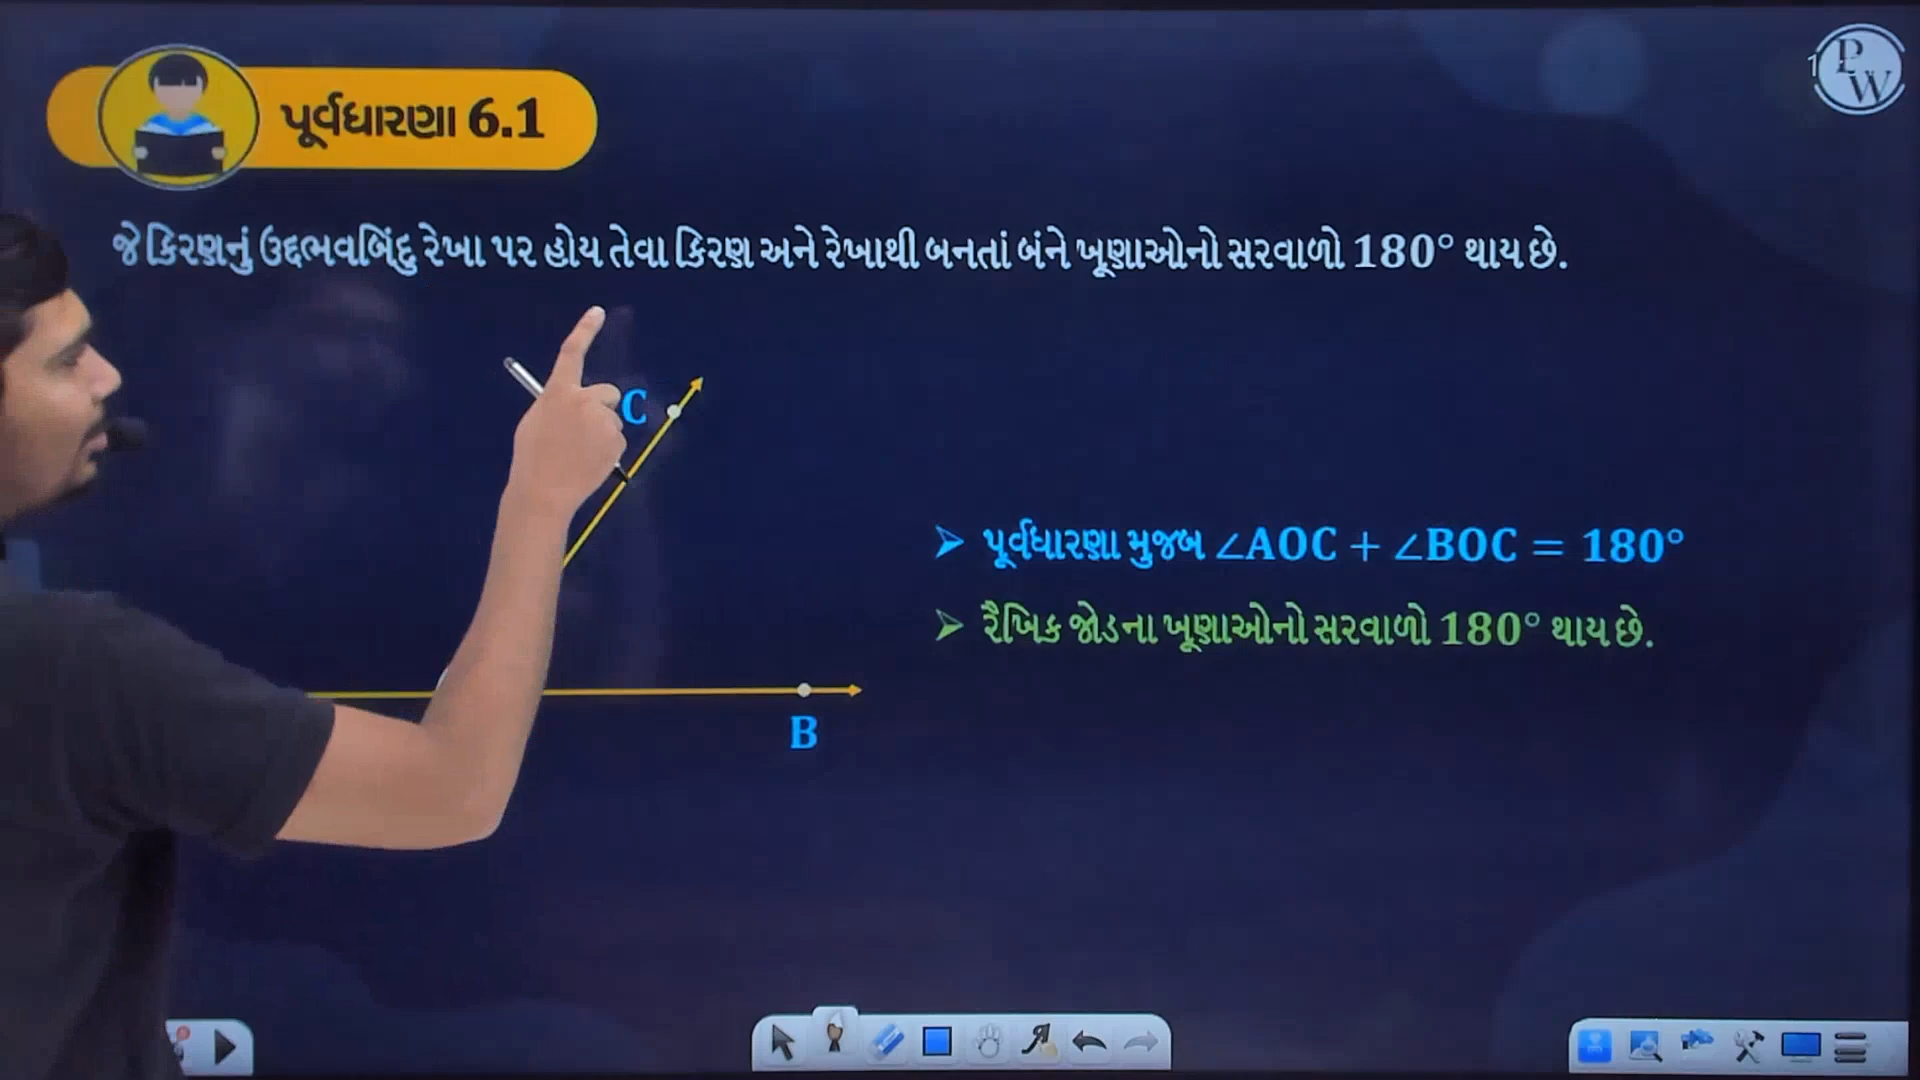 પૂર્વધારણા 6.1
PW
જે કિરણનું ઉદ્દભવબિંદુ રેખા પર હોય તેવા કિરણ અને રેખાથી બનતાં બંને ખૂણાઓનો સરવાળો 180° થાય છે.
C
➢ પૂર્વધારણા મુજબ ∠AOC + ∠BOC = 180°
➢ રૈખિક જોડના ખૂણાઓનો સરવાળો 180° થાય છે.
B